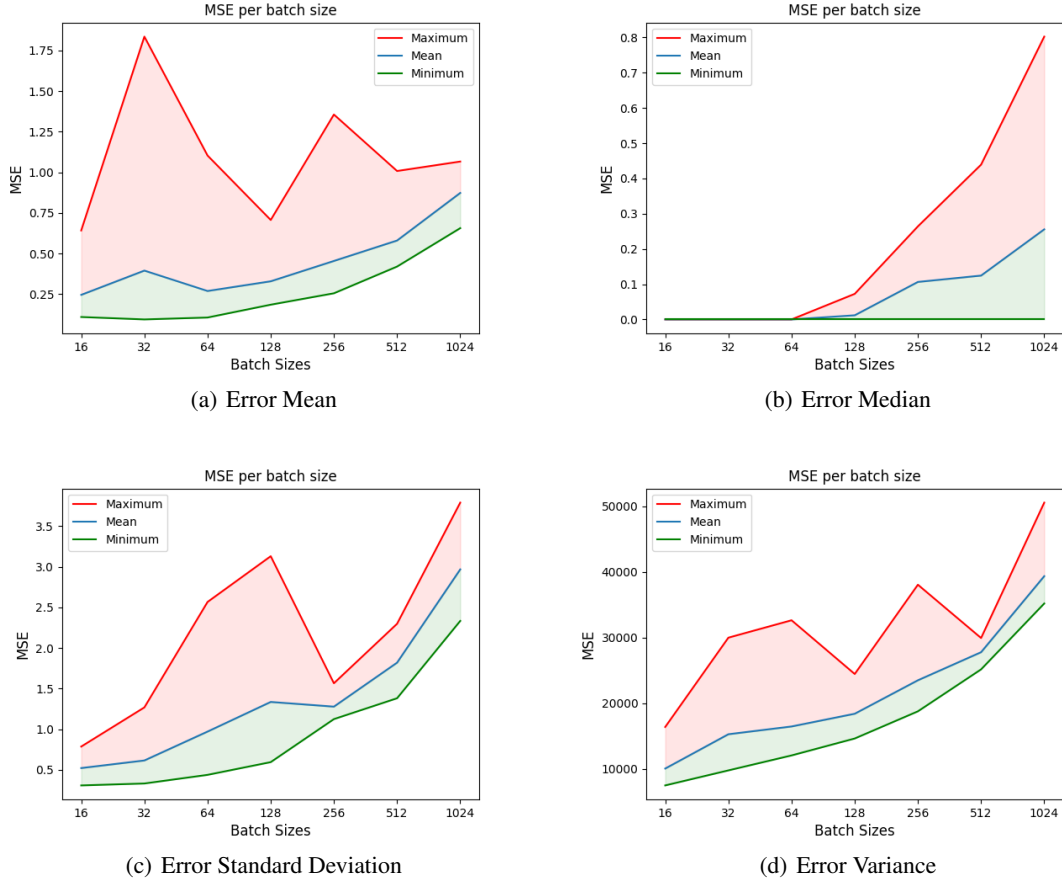 MSE per batch size
1.75
1.50
1.25
1.00
0.75
0.50
0.25
MSE
Maximum
Mean
Minimum
16 32 64 128 256 512 1024
Batch Sizes
(a) Error Mean
MSE per batch size
0.8
0.7
0.6
0.5
0.4
0.3
0.2
0.1
0.0
MSE
Maximum
Mean
Minimum
16 32 64 128 256 512 1024
Batch Sizes
(b) Error Median
MSE per batch size
3.5
3.0
2.5
2.0
1.5
1.0
0.5
MSE
Maximum
Mean
Minimum
16 32 64 128 256 512 1024
Batch Sizes
(c) Error Standard Deviation
MSE per batch size
50000
40000
30000
20000
10000
MSE
Maximum
Mean
Minimum
16 32 64 128 256 512 1024
Batch Sizes
(d) Error Variance